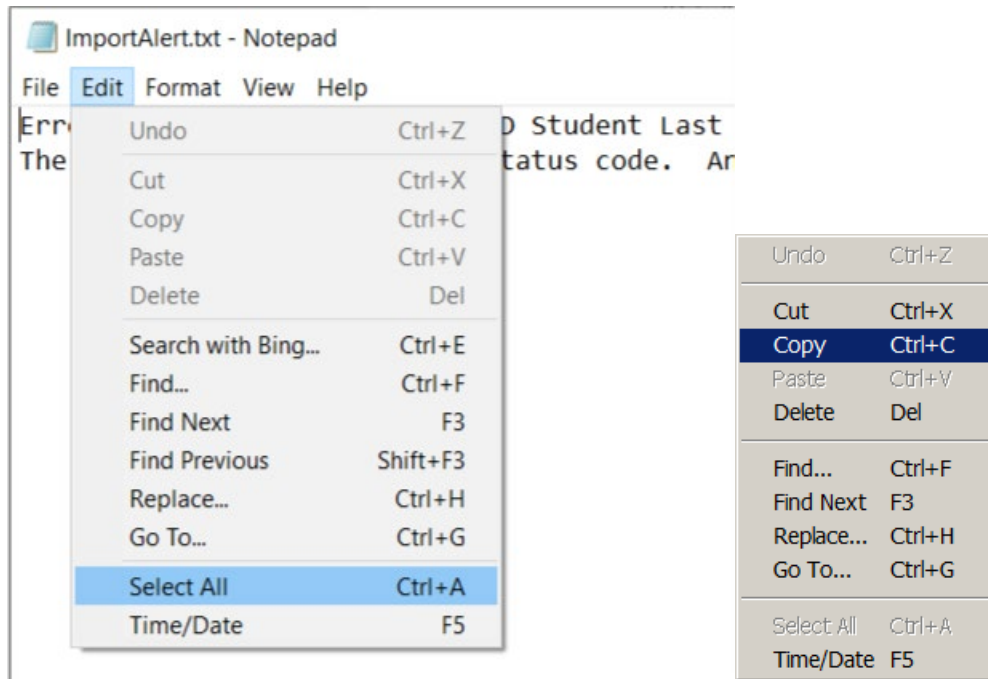 ImportAlert.txt - Notepad
File Edit Format View Help
D Student Last
The tatus code.
Undo Ctrl+Z
Cut Ctrl+X
Copy Ctrl+C
Paste Ctrl+V
Delete Del
Search with Bing... Ctrl+E
Find... Ctrl+F
Find Next F3
Find Previous Shift+F3
Replace... Ctrl+H
Go To... Ctrl+G
Select All Ctrl+A
Time/Date F5
Undo Ctrl+Z
Cut Ctrl+X
Copy Ctrl+C
Paste Ctrl+V
Delete Del
Find... Ctrl+F
Find Next F3
Replace... Ctrl+H
Go To... Ctrl+G
Select All Ctrl+A
Time/Date F5